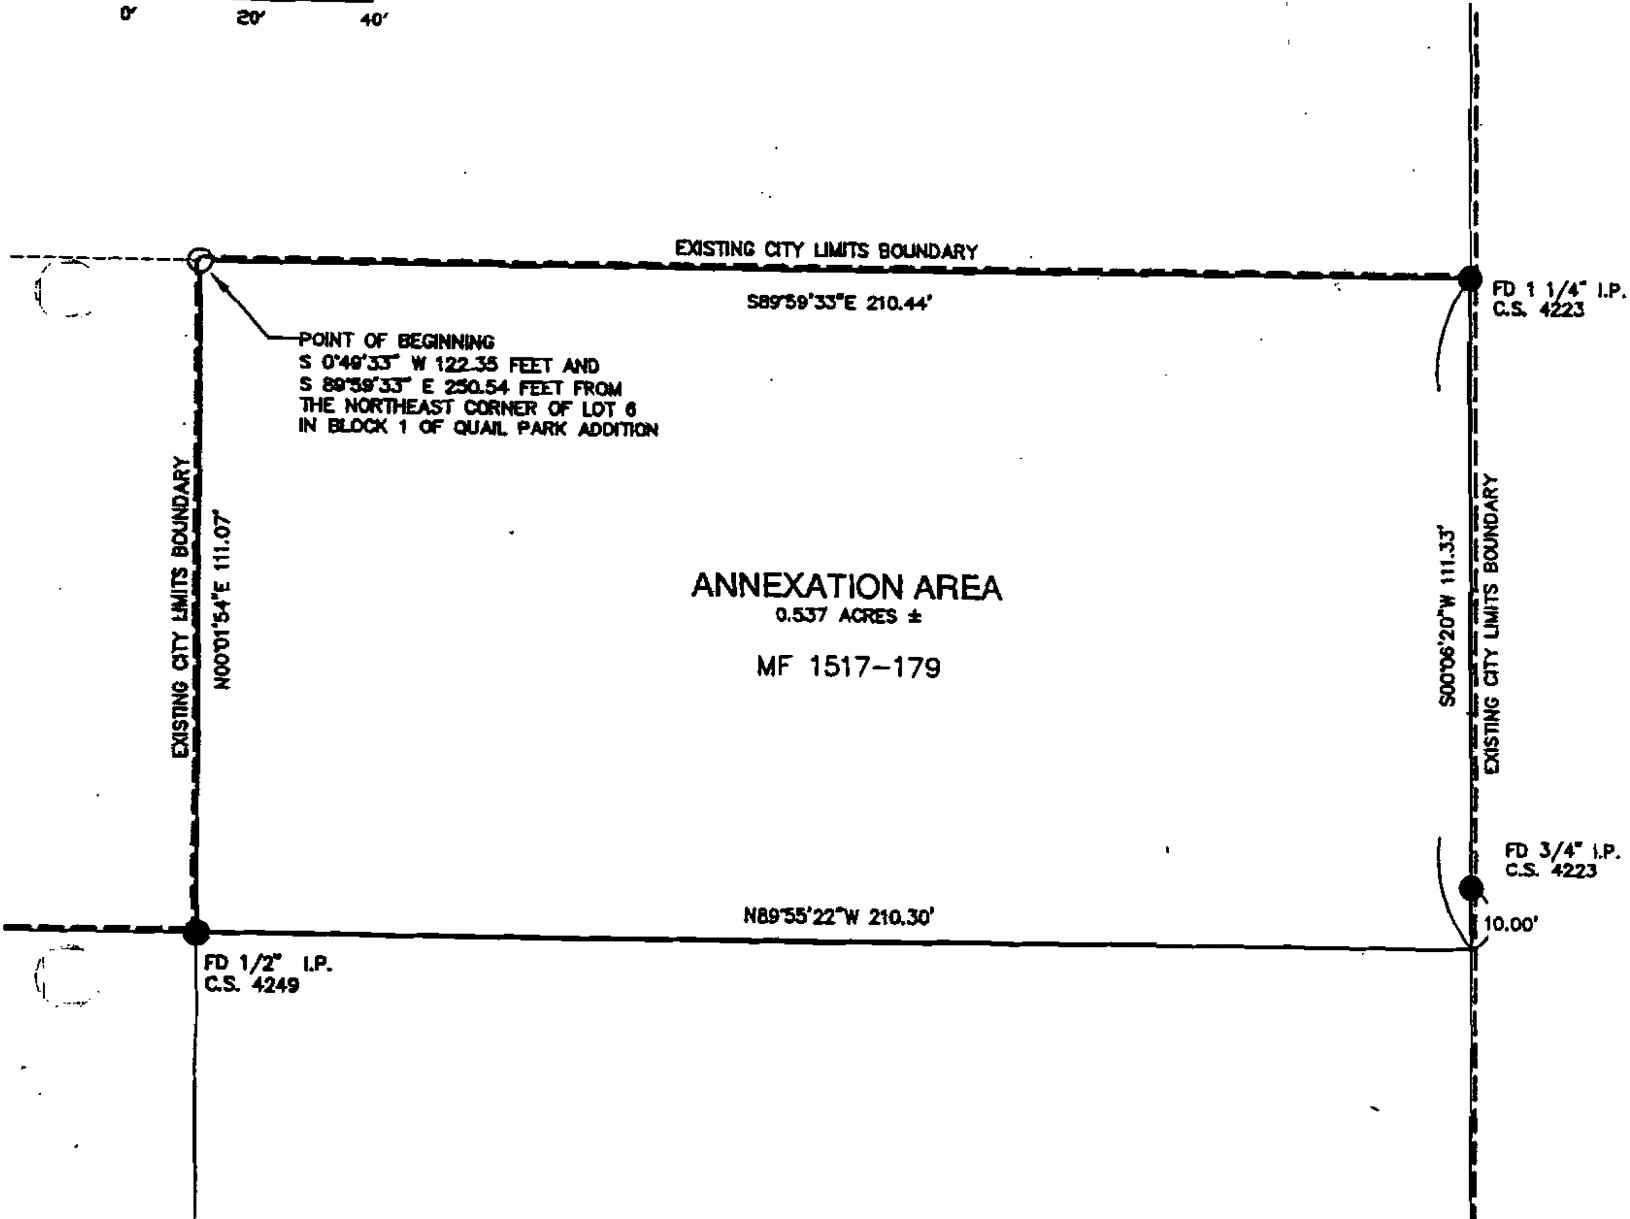 0' 20' 40'
EXISTING CITY LIMITS BOUNDARY
S89°59'33"E 210.44'
FD 1 1/4" I.P.
C.S. 4223
POINT OF BEGINNING
S 0°49'33" W 122.35 FEET AND
S 89°59'33" E 250.54 FEET FROM
THE NORTHEAST CORNER OF LOT 6
IN BLOCK 1 OF QUAIL PARK ADDITION
EXISTING CITY LIMITS BOUNDARY
N00°01'54"E 111.07'
ANNEXATION AREA
0.537 ACRES ±
MF 1517-179
S00°06'20"W 111.33'
EXISTING CITY LIMITS BOUNDARY
FD 3/4" I.P.
C.S. 4223
10.00'
N89°55'22"W 210.30'
FD 1/2" I.P.
C.S. 4249